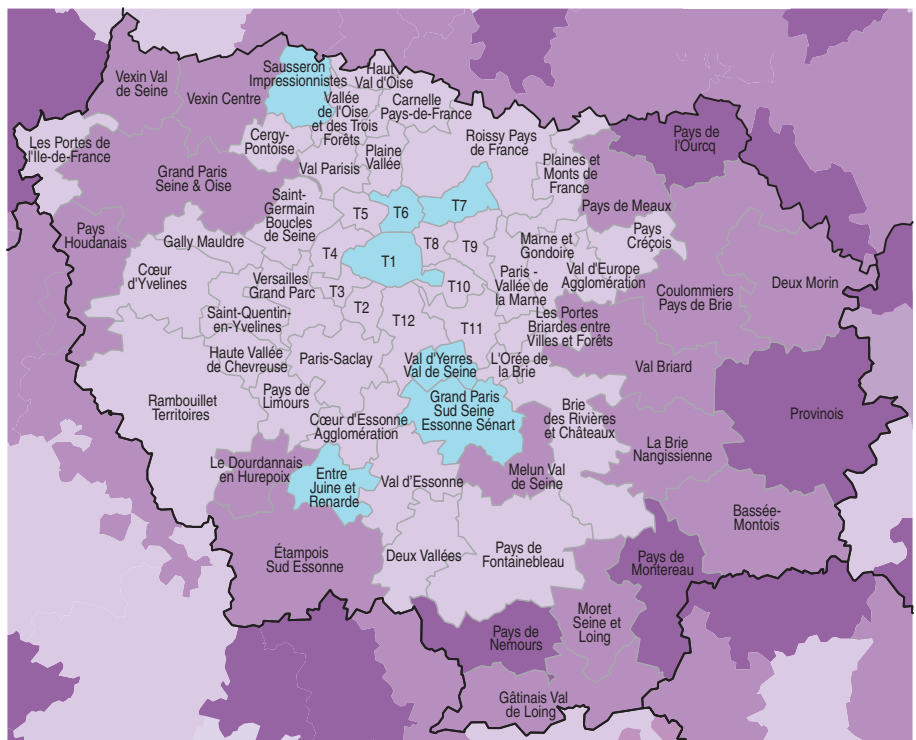 Vexin Val
de Seine
Vexin Centre
Sausseron
Impressionnistes
Haut
Val d'Oise
Vallée
de l'Oise
et des Trois
Forêts
Carnelle
Pays-de-France
Les Portes de
l'Ile-de-France
Cergy-
Pontoise
Plaine
Vallée
Roissy Pays
de France
Pays de
l'Ourcq
Grand Paris
Seine & Oise
Val Parisis
Plaines et
Monts de
France
Saint-
Germain
Boucles
de Seine
T5
T6
T7
Pays de Meaux
Pays
Houdanais
Gally Mauldre
T4
T1
T8
T9
Marne et
Gondoire
Pays
Créçois
Cœur
d'Yvelines
Versailles
Grand Parc
T3
T10
Paris -
Vallée de
la Marne
Val d'Europe
Agglomération
Coulommiers
Pays de Brie
Deux Morin
Saint-Quentin-
en-Yvelines
T2
T12
T11
Les Portes
Briardes entre
Villes et Forêts
Haute Vallée
de Chevreuse
Paris-Saclay
Val d'Yerres
Val de Seine
L'Orée de
la Brie
Val Briard
Rambouillet
Territoires
Pays de
Limours
Cœur d'Essonne
Agglomération
Grand Paris
Sud Seine
Essonne Sénart
Brie
des Rivières
et Châteaux
Provinois
La Brie
Nangissienne
Le Dourdannais
en Hurepoix
Entre
Juine et
Renarde
Val d'Essonne
Melun Val
de Seine
Bassée-
Montois
Étampois
Sud Essonne
Deux Vallées
Pays de
Fontainebleau
Pays de
Montereau
Pays de
Nemours
Moret
Seine et
Loing
Gâtinais Val
de Loing